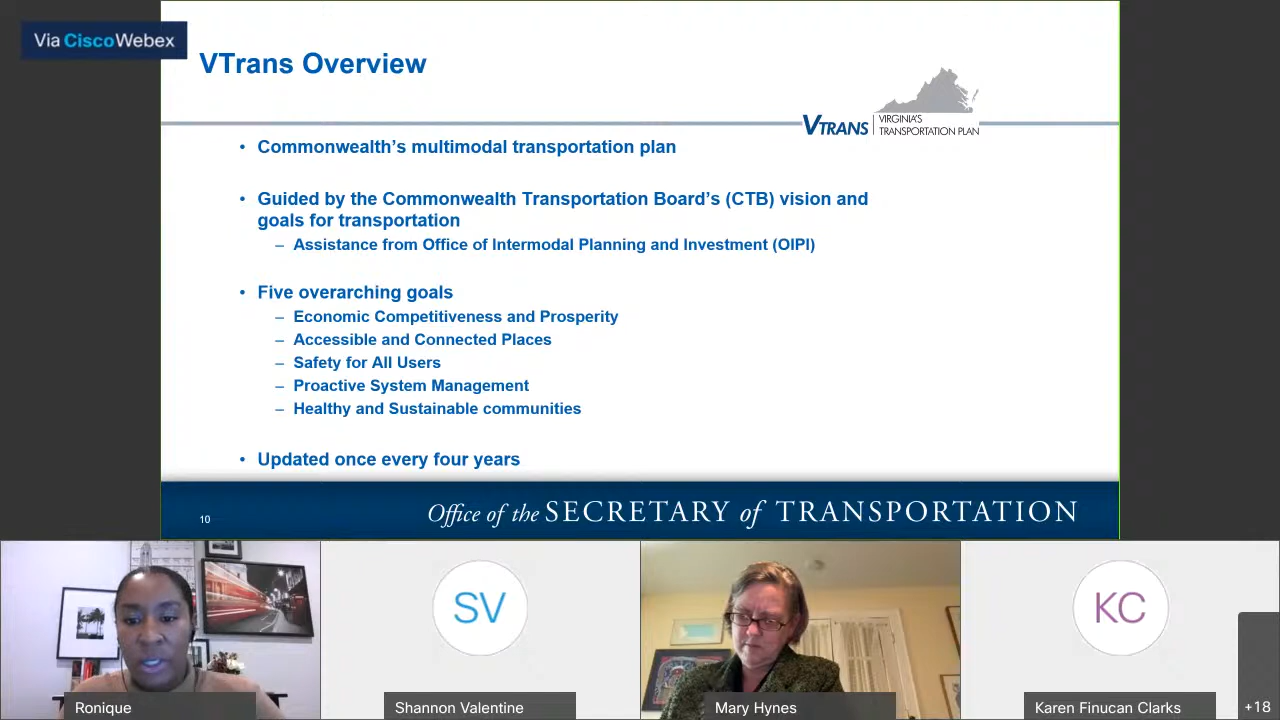 Via Cisco Webex
VTrans Overview
VTRANS
VIRGINIA'S
TRANSPORTATION PLAN
• Commonwealth's multimodal transportation plan
• Guided by the Commonwealth Transportation Board's (CTB) vision and
goals for transportation
– Assistance from Office of Intermodal Planning and Investment (OIPI)
• Five overarching goals
– Economic Competitiveness and Prosperity
– Accessible and Connected Places
– Safety for All Users
– Proactive System Management
– Healthy and Sustainable communities
• Updated once every four years
10
Office of the SECRETARY of TRANSPORTATION
SV
KC
Ronique
Shannon Valentine
Mary Hynes
Karen Finucan Clarks
+18